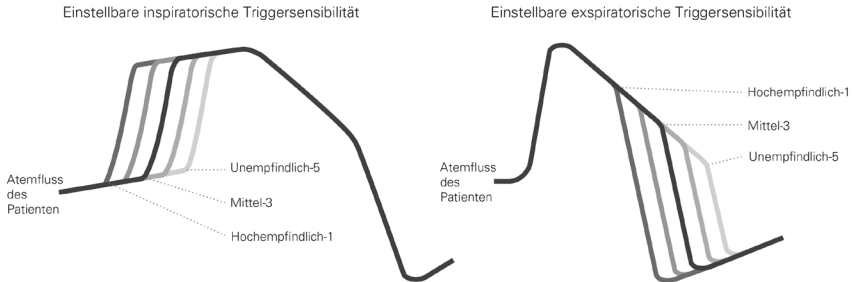 Einstellbare inspiratorische Triggersensibilität
Atemfluss
des
Patienten
Unempfindlich-5
Mittel-3
Hochempfindlich-1
Einstellbare exspiratorische Triggersensibilität
Hochempfindlich-1
Mittel-3
Unempfindlich-5
Atemfluss
des
Patienten